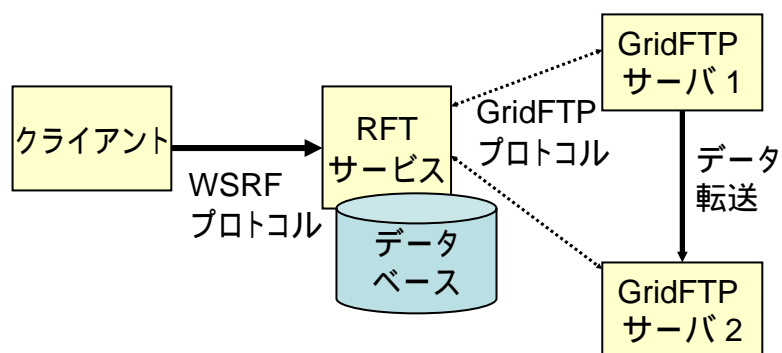 クライアント
WSRF
プロトコル
RFT
サービス
データ
ベース
GridFTP
プロトコル
GridFTP
サーバ 1
データ
転送
GridFTP
サーバ 2